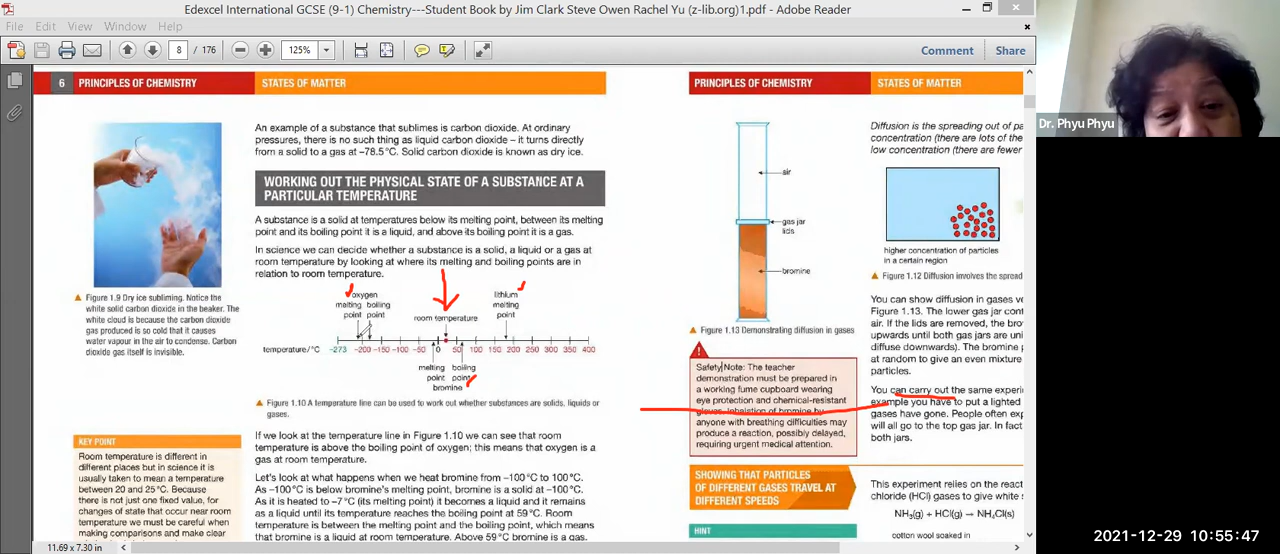 Edexcel International GCSE (9-1) Chemistry---Student Book by Jim Clark Steve Owen Rachel Yu (z-lib.org)1.pdf - Adobe Reader
File Edit View Window Help
8 / 176
125%
Comment
Share
6 PRINCIPLES OF CHEMISTRY STATES OF MATTER
An example of a substance that sublimes is carbon dioxide. At ordinary
pressures, there is no such thing as liquid carbon dioxide – it turns directly
from a solid to a gas at –78.5 °C. Solid carbon dioxide is known as dry ice.
WORKING OUT THE PHYSICAL STATE OF A SUBSTANCE AT A
PARTICULAR TEMPERATURE
A substance is a solid at temperatures below its melting point, between its melting
point and its boiling point it is a liquid, and above its boiling point it is a gas.
In science we can decide whether a substance is a solid, a liquid or a gas at
room temperature by looking at where its melting and boiling points are in
relation to room temperature.
▲ Figure 1.9 Dry ice subliming. Notice the
white solid carbon dioxide in the beaker. The
white cloud is because the carbon dioxide
gas produced is so cold that it causes
water vapour in the air to condense. Carbon
dioxide gas itself is invisible.
oxygen
melting boiling
point point
room temperature
lithium
melting
point
temperature/°C
-273 -200 -150 -100 -50 0 50 100 150 200 250 300 350 400
melting boiling
point point
bromine
▲ Figure 1.10 A temperature line can be used to work out whether substances are solids, liquids or
gases.
If we look at the temperature line in Figure 1.10 we can see that room
temperature is above the boiling point of oxygen; this means that oxygen is a
gas at room temperature.
Let's look at what happens when we heat bromine from –100 °C to 100 °C.
As –100 °C is below bromine's melting point, bromine is a solid at –100 °C.
As it is heated to –7 °C (its melting point) it becomes a liquid and it remains
as a liquid until its temperature reaches the boiling point at 59 °C. Room
temperature is between the melting point and the boiling point, which means
that bromine is a liquid at room temperature. Above 59 °C bromine is a gas.
KEY POINT
Room temperature is different in
different places but in science it is
usually taken to mean a temperature
between 20 and 25 °C. Because
there is not just one fixed value, for
changes of state that occur near room
temperature we must be careful when
making comparisons and make clear
PRINCIPLES OF CHEMISTRY STATES OF MATTER
air
gas jar
lids
bromine
▲ Figure 1.13 Demonstrating diffusion in gases
Safety Note: The teacher
demonstration must be prepared in
a working fume cupboard wearing
eye protection and chemical-resistant
gloves. Inhalation of bromine by
anyone with breathing difficulties may
produce a reaction, possibly delayed,
requiring urgent medical attention.
SHOWING THAT PARTICLES
OF DIFFERENT GASES TRAVEL AT
DIFFERENT SPEEDS
HINT
Diffusion is the spreading out of pa
concentration (there are lots of the
low concentration (there are fewer
higher concentration of particles
in a certain region
▲ Figure 1.12 Diffusion involves the spread
You can show diffusion in gases ve
Figure 1.13. The lower gas jar cont
air. If the lids are removed, the bro
upwards until both gas jars are unif
diffuse downwards). The bromine p
at random to give an even mixture
particles.
You can carry out the same experi
example you have to put a lighted
gases have gone. People often exp
will all go to the top gas jar. In fact
both jars.
This experiment relies on the reac
chloride (HCl) gases to give white s
NH₃(g) + HCl(g) → NH₄Cl(s)
cotton wool soaked in
11.69 x 7.30 in
Dr. Phyu Phyu
2021-12-29 10:55:47